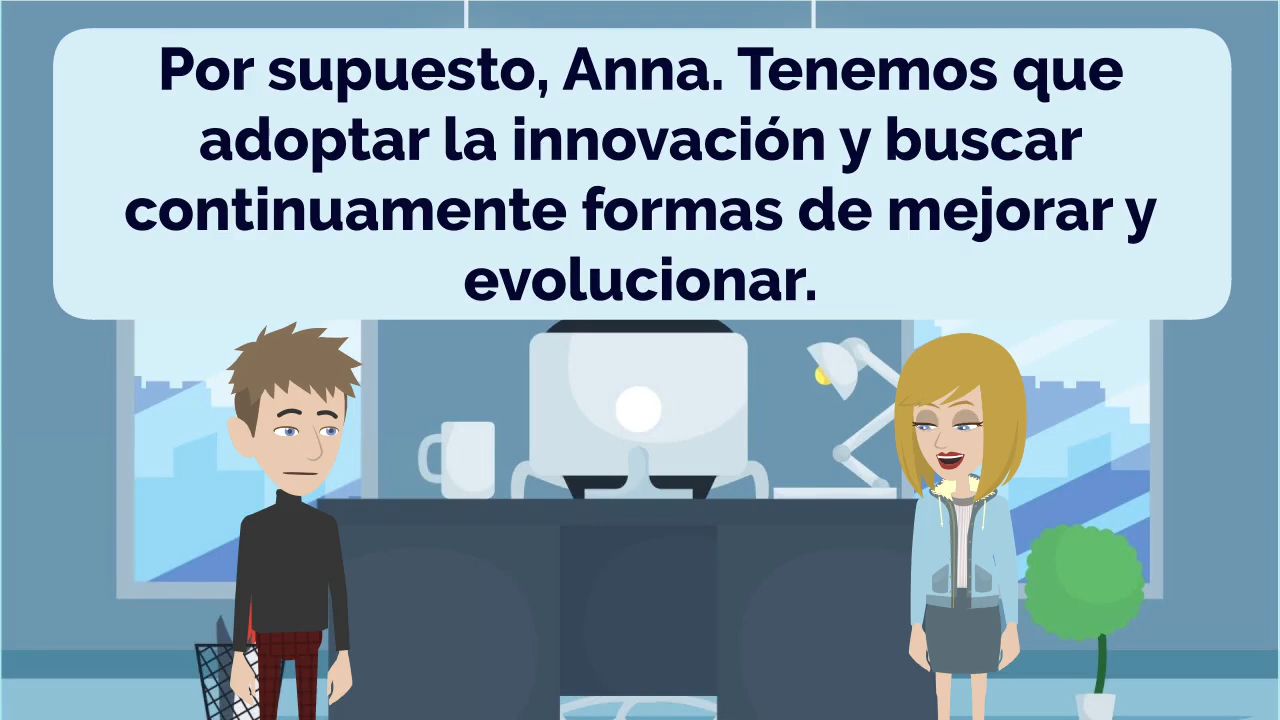 Por supuesto, Anna. Tenemos que
adoptar la innovación y buscar
continuamente formas de mejorar y
evolucionar.